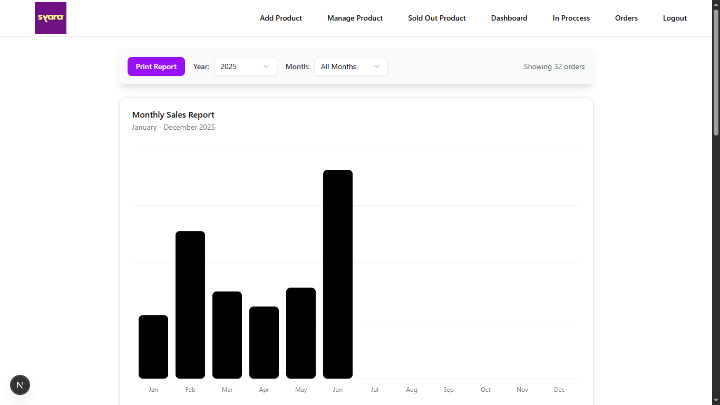 syara
Add Product Manage Product Sold Out Product Dashboard In Proccess Orders Logout
Print Report Year: 2025 Month: All Months Showing 32 orders
Monthly Sales Report
January - December 2025
Jan Feb Mar Apr May Jun Jul Aug Sep Oct Nov Dec
N